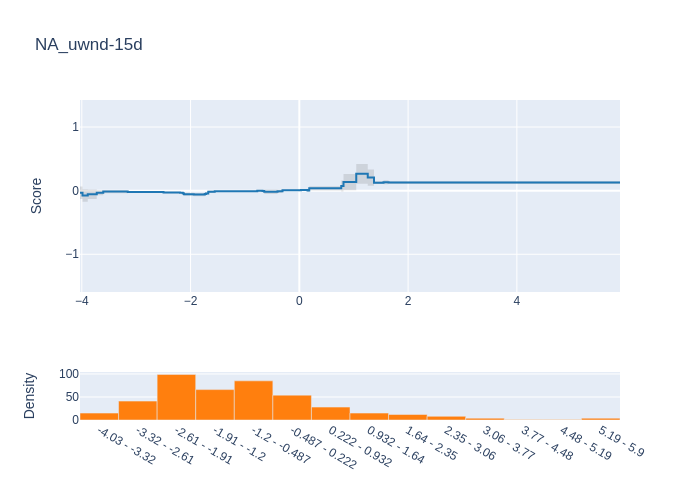 NA_uwnd-15d
Score
1
0
−1
−4
−2
0
2
4
Density
100
50
0
-4.03 - -3.32
-3.32 - -2.61
-2.61 - -1.91
-1.91 - -1.2
-1.2 - -0.487
-0.487 - 0.222
0.222 - 0.932
0.932 - 1.64
1.64 - 2.35
2.35 - 3.06
3.06 - 3.77
3.77 - 4.48
4.48 - 5.19
5.19 - 5.9